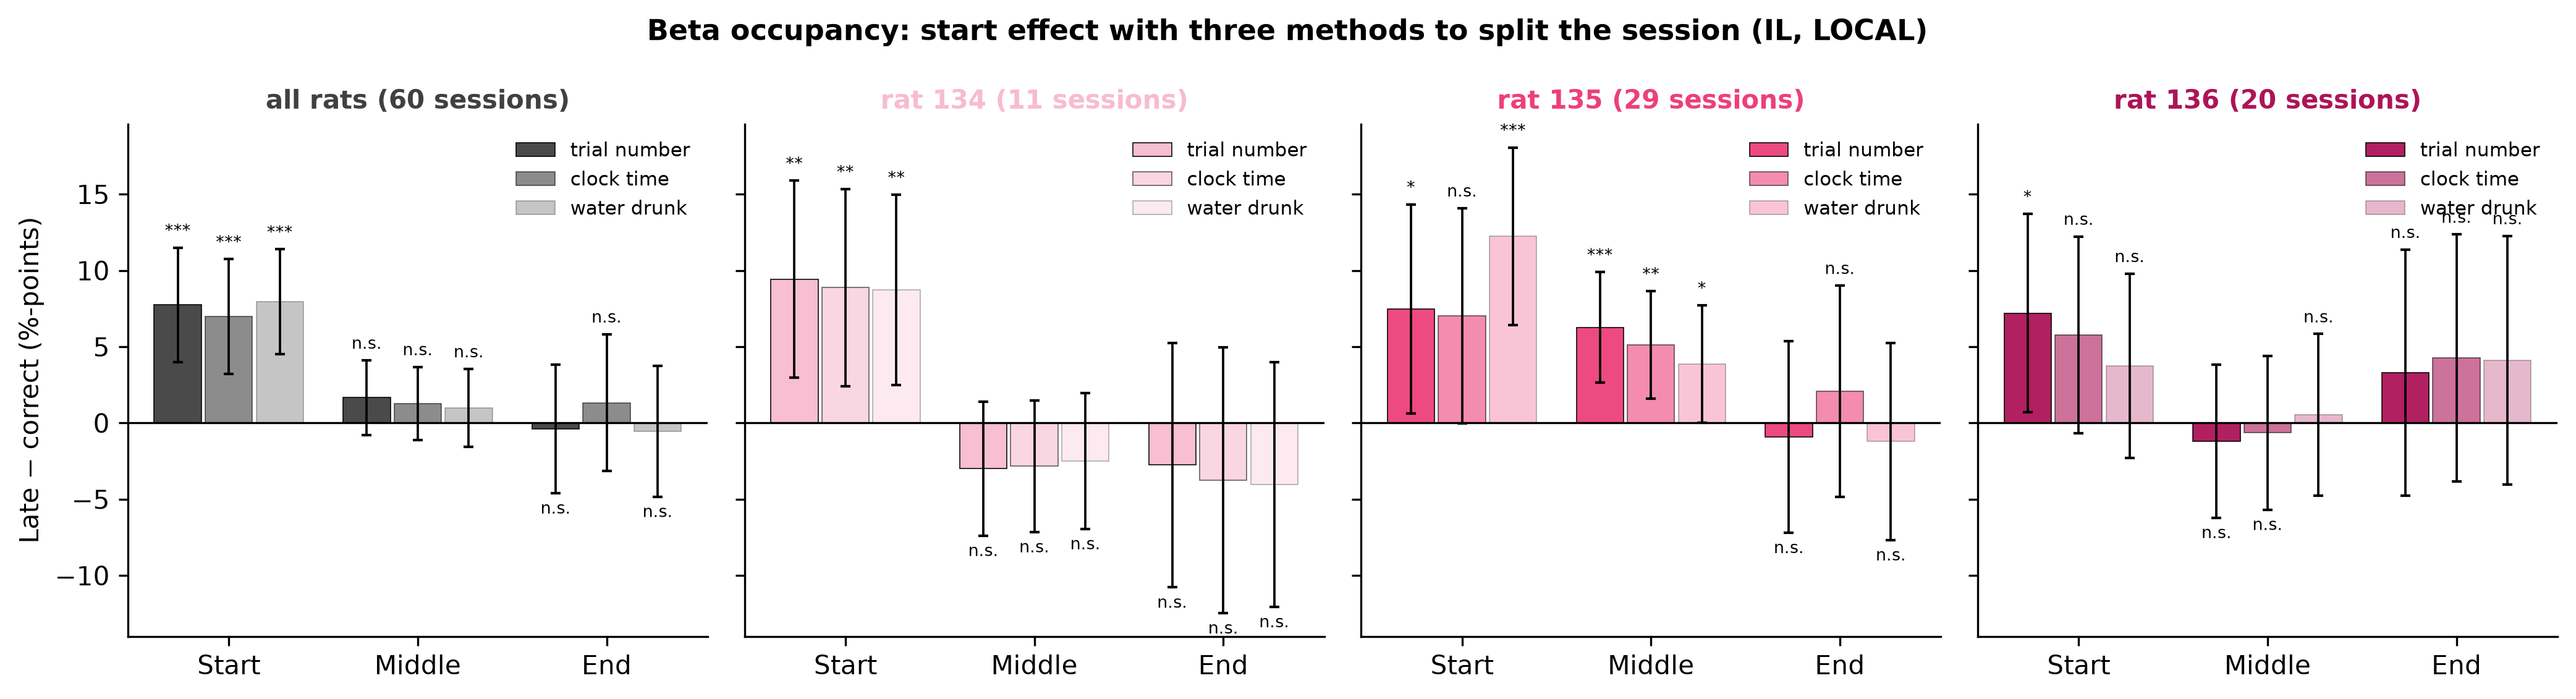 Beta occupancy: start effect with three methods to split the session (IL, LOCAL)
all rats (60 sessions)
Late − correct (%-points)
15
10
5
0
−5
−10
trial number
clock time
water drunk
*** *** ***
n.s. n.s. n.s.
n.s. n.s. n.s.
Start Middle End
rat 134 (11 sessions)
trial number
clock time
water drunk
** ** **
n.s. n.s. n.s.
n.s. n.s. n.s.
Start Middle End
rat 135 (29 sessions)
trial number
clock time
water drunk
* n.s. ***
*** ** *
n.s. n.s. n.s.
Start Middle End
rat 136 (20 sessions)
trial number
clock time
water drunk
* n.s. n.s.
n.s. n.s. n.s.
n.s. n.s. n.s.
Start Middle End